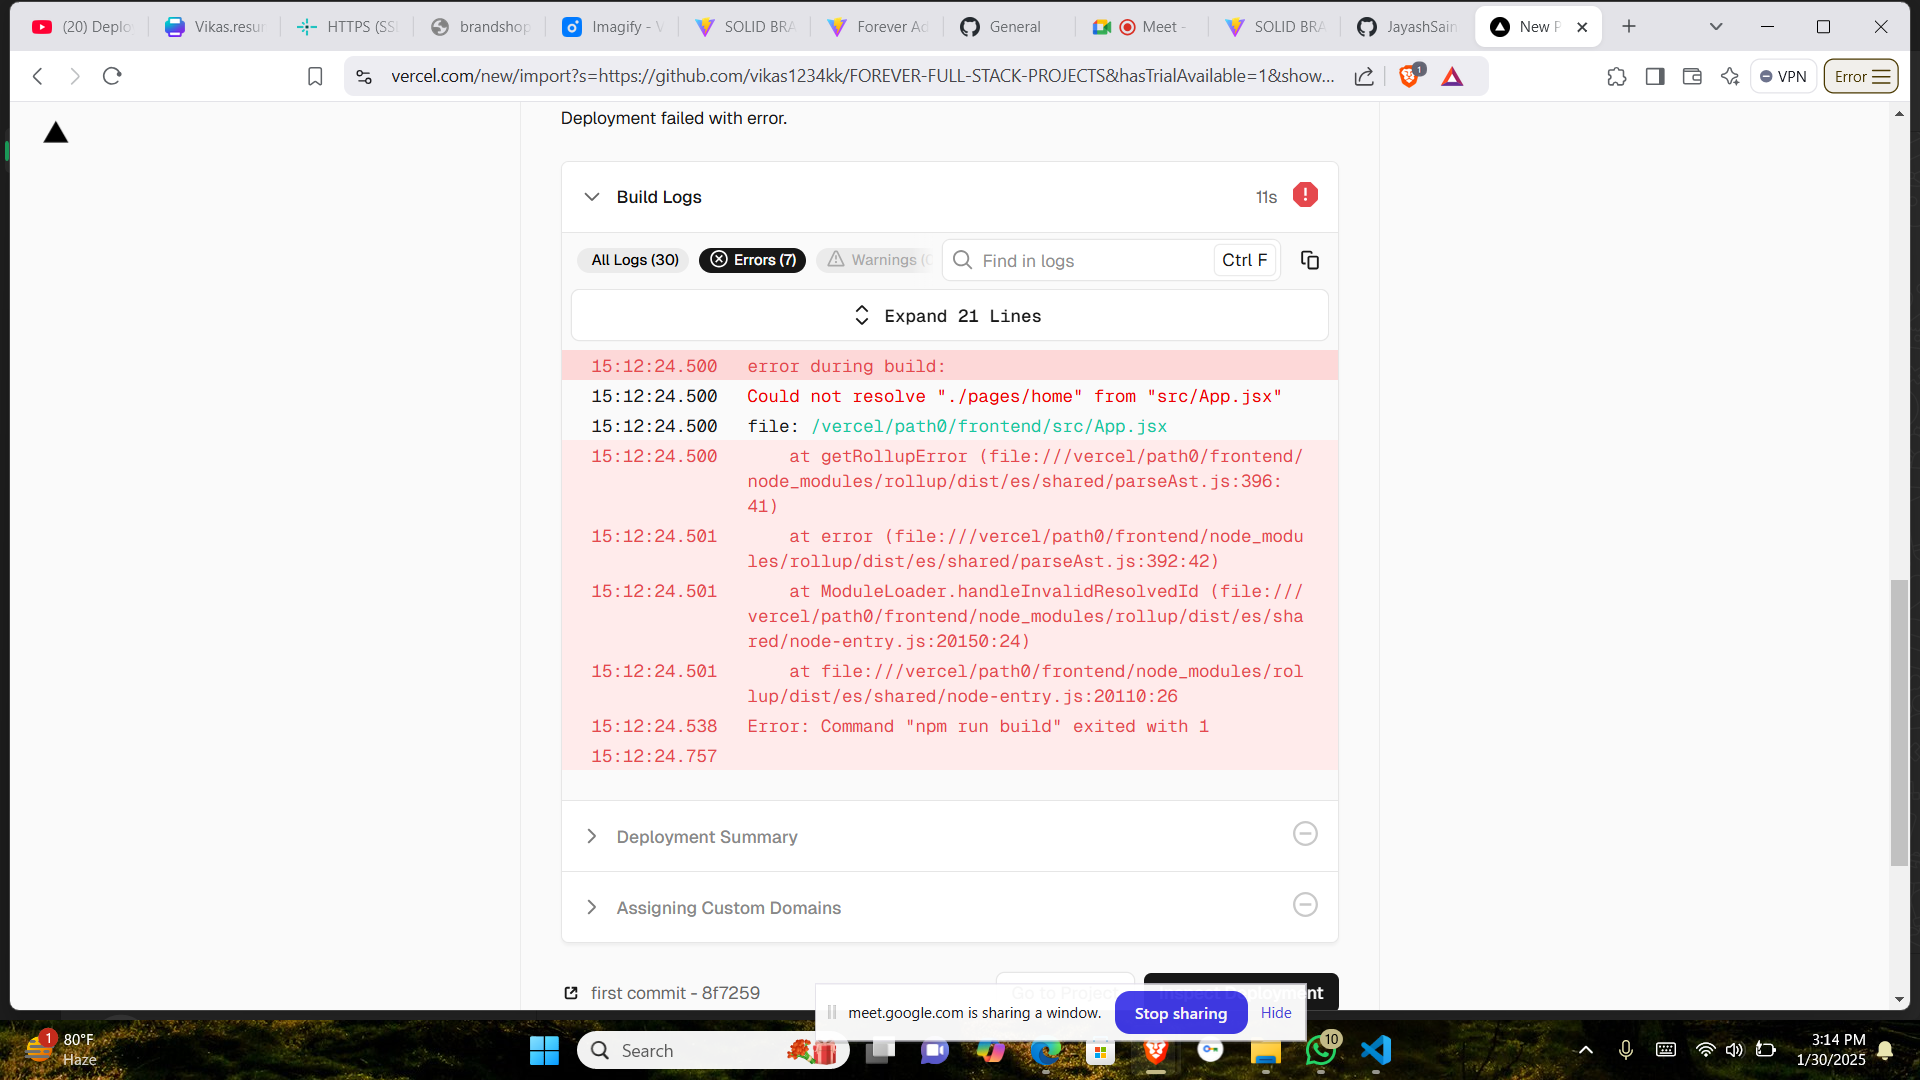 (20) Deplo
Vikas.resur
HTTPS (SSL
brandshop
Imagify - V
SOLID BRA
Forever Ad
General
Meet -
SOLID BRA
JayashSain
New P
vercel.com/new/import?s=https://github.com/vikas1234kk/FOREVER-FULL-STACK-PROJECTS&hasTrialAvailable=1&show...
1
VPN
Error
Deployment failed with error.
Build Logs
11s
All Logs (30)
Errors (7)
Warnings (
Find in logs
Ctrl F
Expand 21 Lines
15:12:24.500 error during build:
15:12:24.500 Could not resolve "./pages/home" from "src/App.jsx"
15:12:24.500 file: /vercel/path0/frontend/src/App.jsx
15:12:24.500 at getRollupError (file:///vercel/path0/frontend/
node_modules/rollup/dist/es/shared/parseAst.js:396:
41)
15:12:24.501 at error (file:///vercel/path0/frontend/node_modu
les/rollup/dist/es/shared/parseAst.js:392:42)
15:12:24.501 at ModuleLoader.handleInvalidResolvedId (file:///
vercel/path0/frontend/node_modules/rollup/dist/es/sha
red/node-entry.js:20150:24)
15:12:24.501 at file:///vercel/path0/frontend/node_modules/rol
lup/dist/es/shared/node-entry.js:20110:26
15:12:24.538 Error: Command "npm run build" exited with 1
15:12:24.757
Deployment Summary
Assigning Custom Domains
first commit - 8f7259
meet.google.com is sharing a window.
Stop sharing
Hide
1
80°F
Haze
Search
10
3:14 PM
1/30/2025